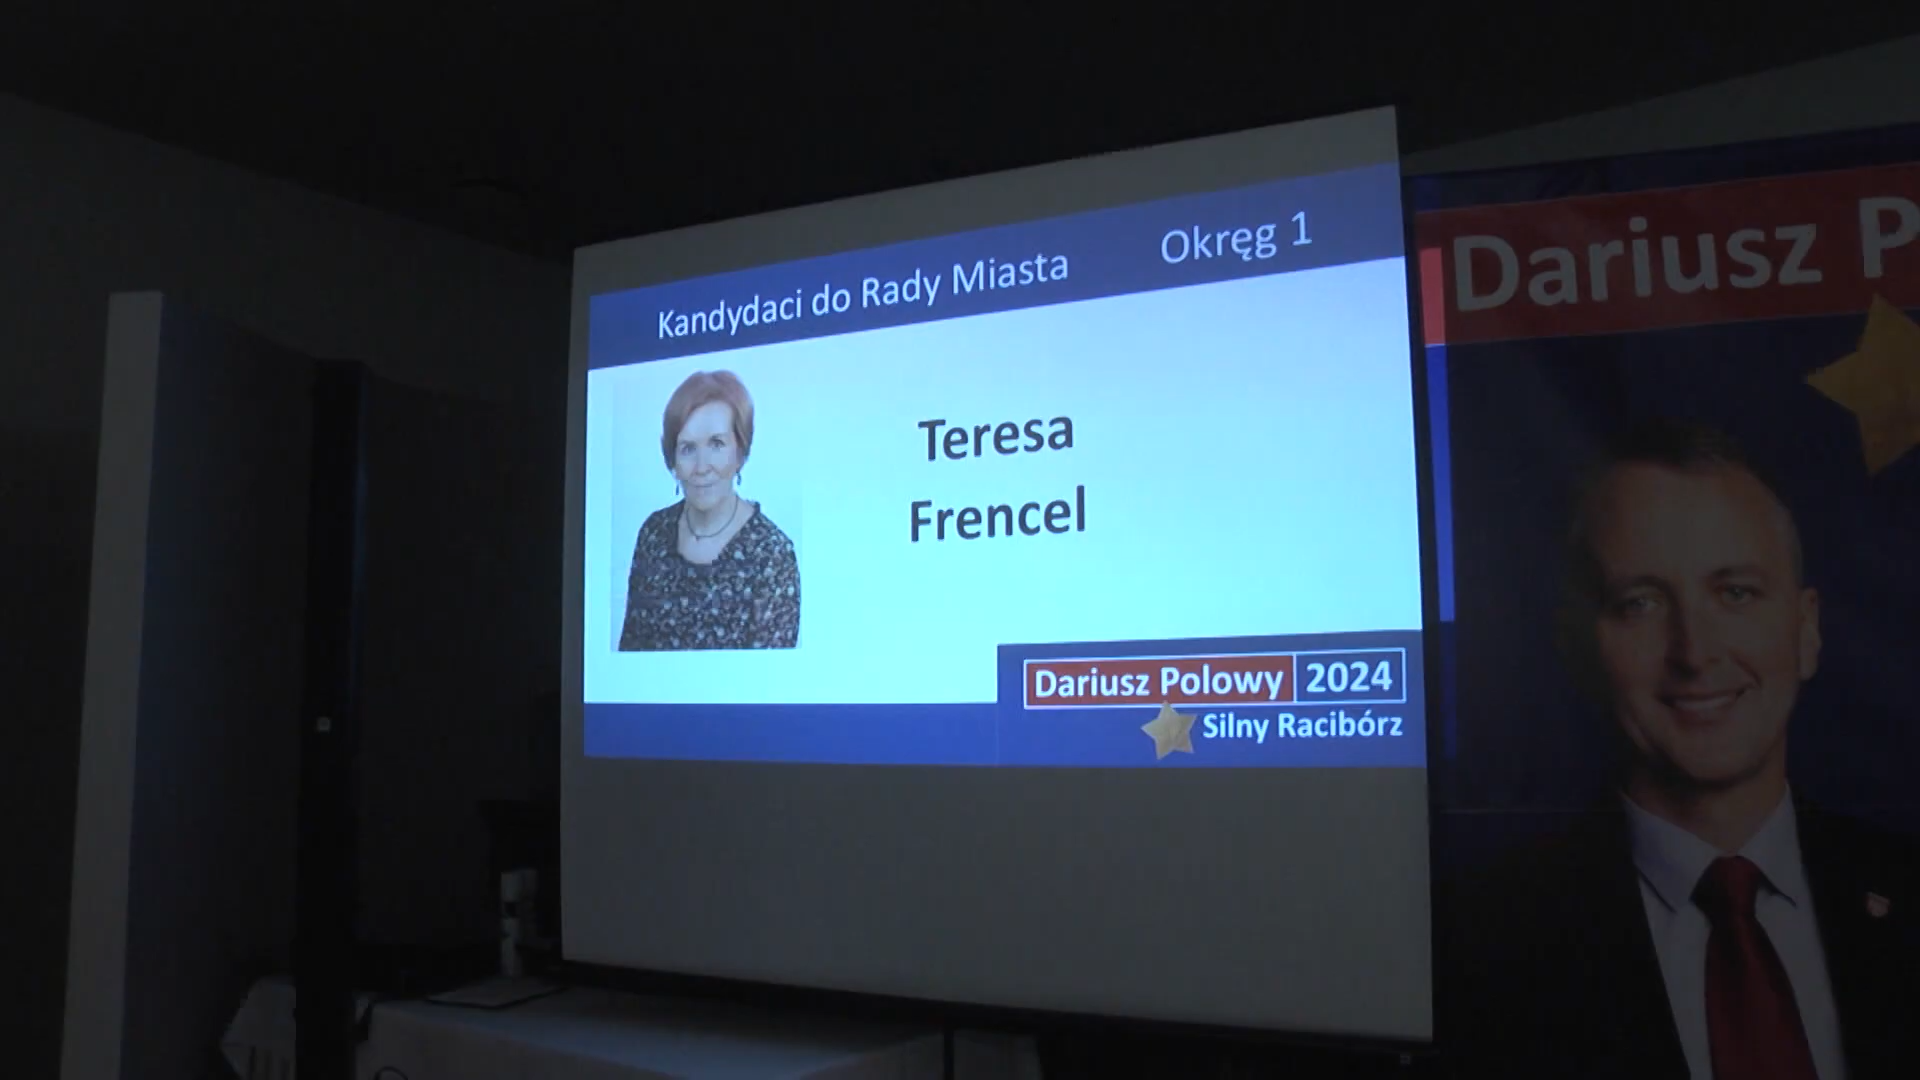 Kandydaci do Rady Miasta Okręg 1
Teresa
Frencel
Dariusz Polowy 2024
Silny Racibórz
Dariusz P